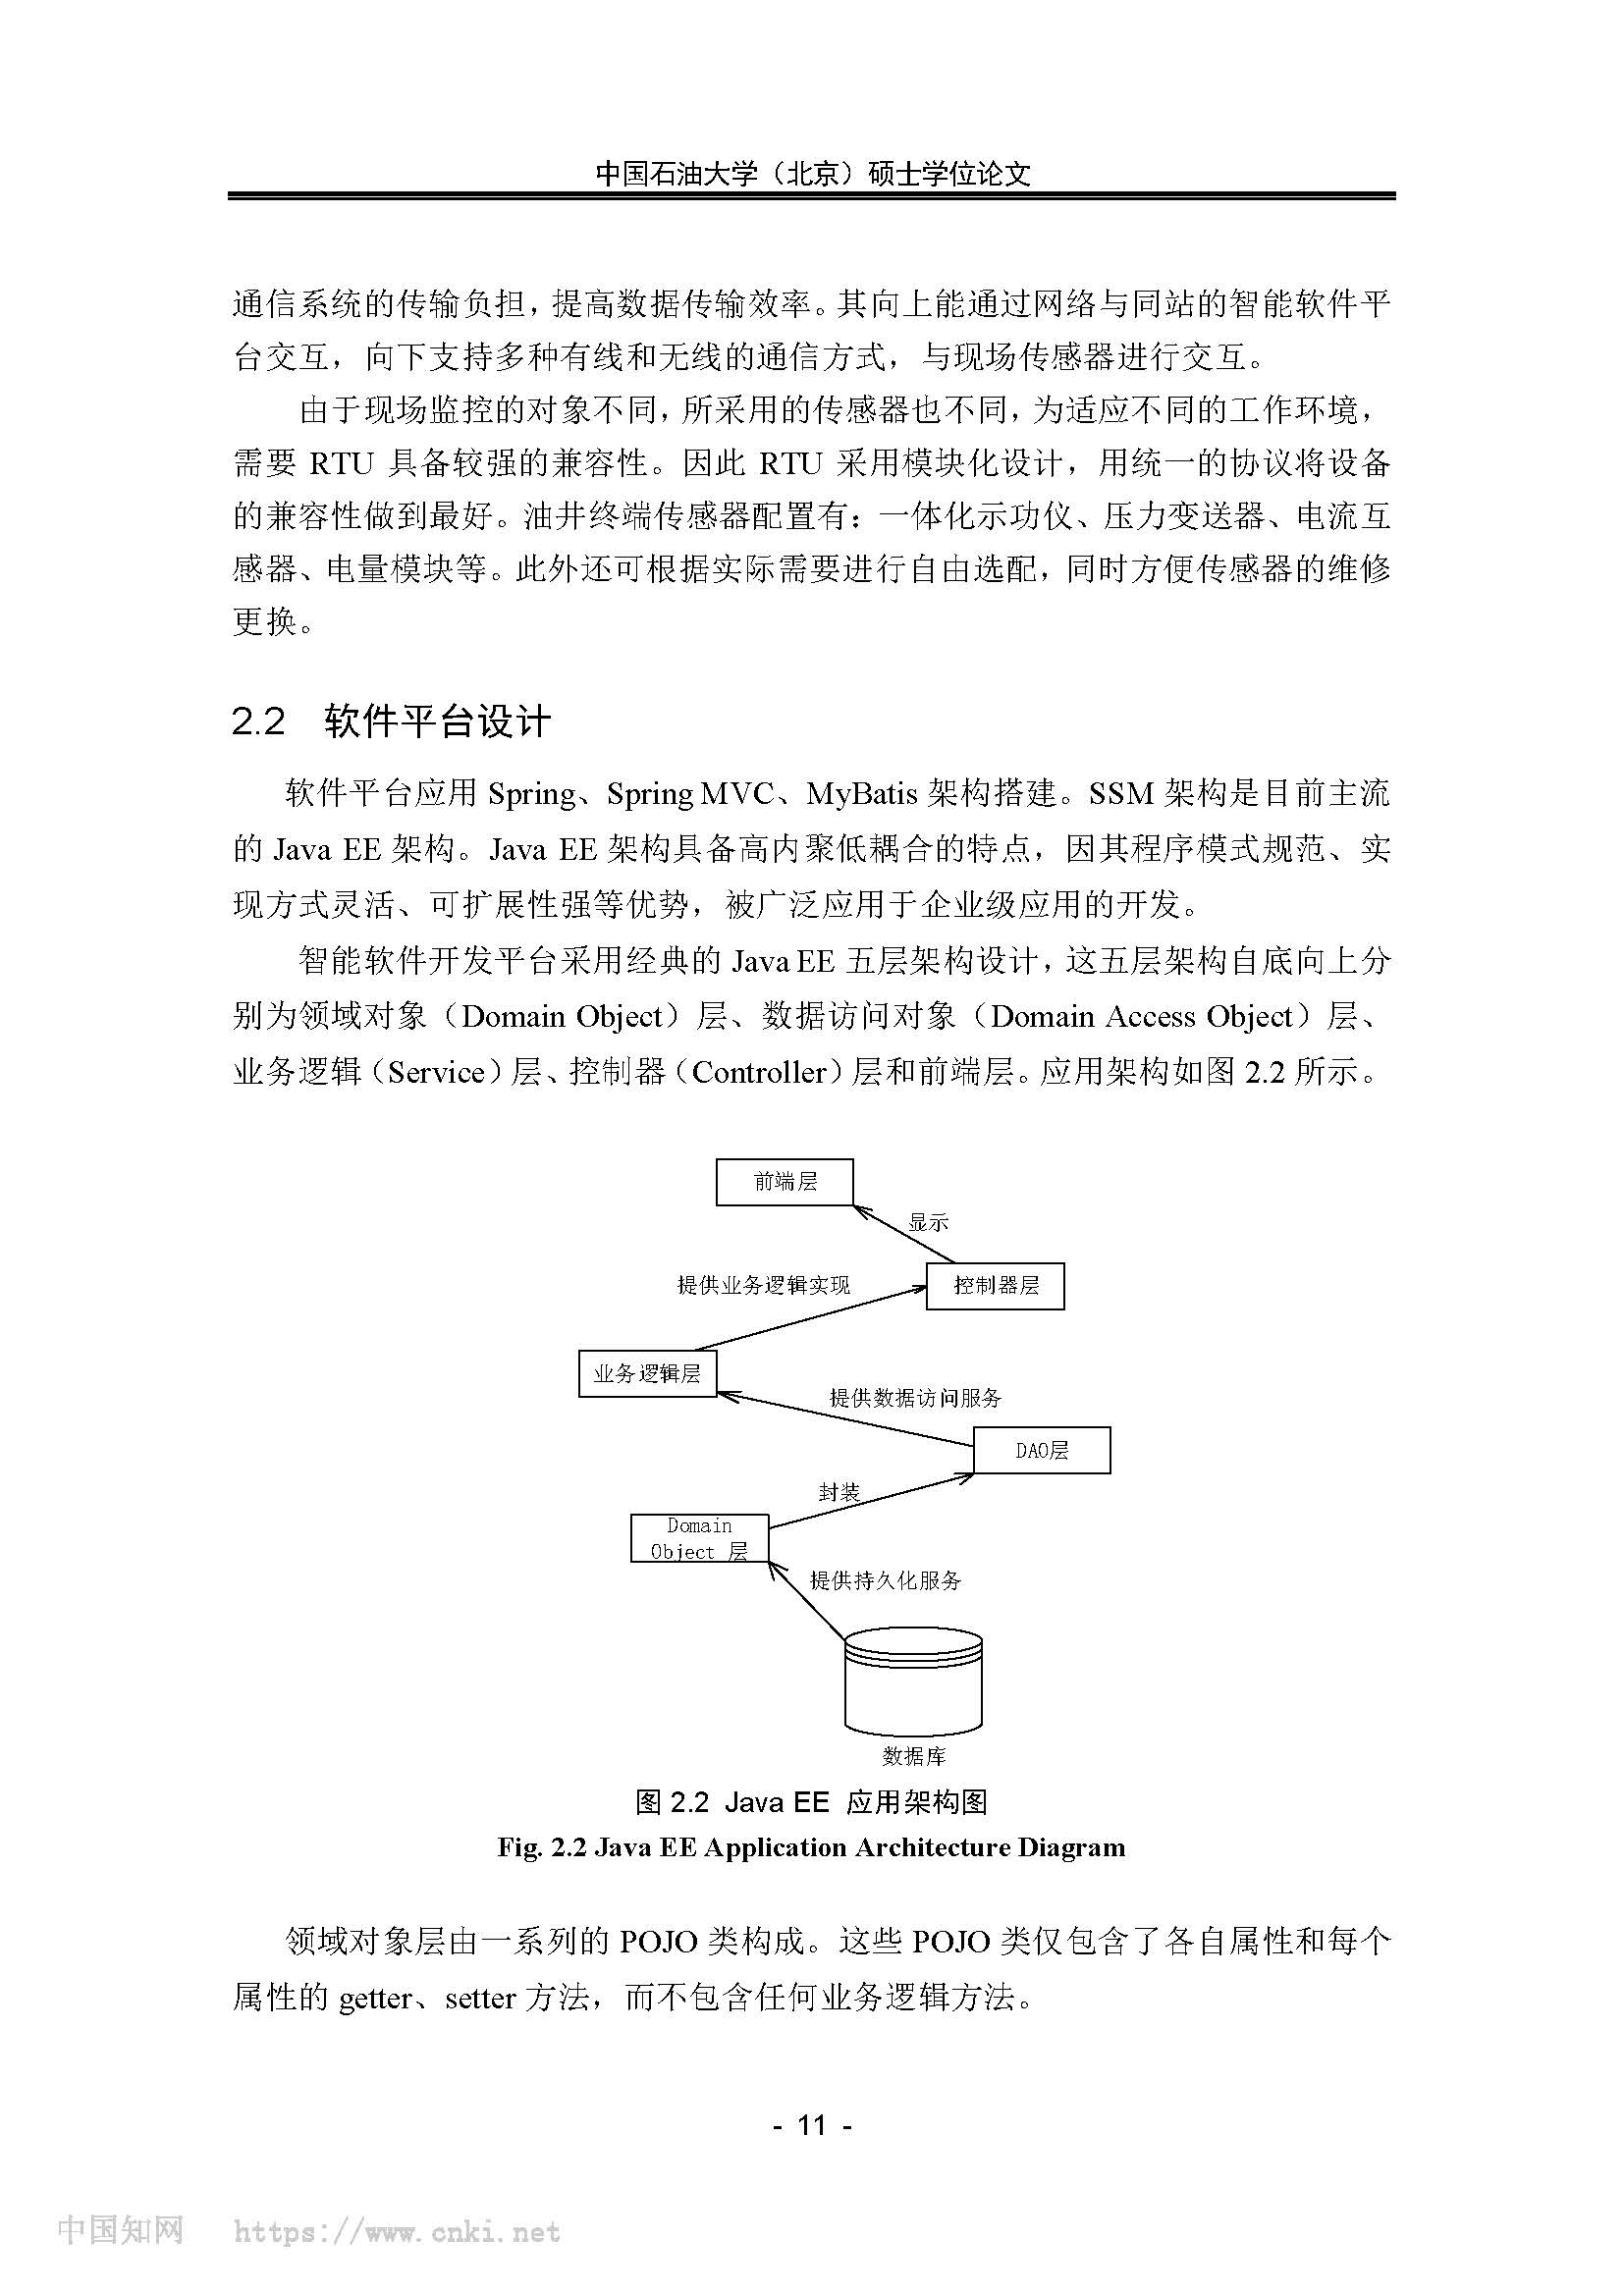 中国石油大学（北京）硕士学位论文
通信系统的传输负担，提高数据传输效率。其向上能通过网络与同站的智能软件平
台交互，向下支持多种有线和无线的通信方式，与现场传感器进行交互。
由于现场监控的对象不同，所采用的传感器也不同，为适应不同的工作环境，
需要 RTU 具备较强的兼容性。因此 RTU 采用模块化设计，用统一的协议将设备
的兼容性做到最好。油井终端传感器配置有：一体化示功仪、压力变送器、电流互
感器、电量模块等。此外还可根据实际需要进行自由选配，同时方便传感器的维修
更换。
2.2 软件平台设计
软件平台应用 Spring、Spring MVC、MyBatis 架构搭建。SSM 架构是目前主流
的 Java EE 架构。Java EE 架构具备高内聚低耦合的特点，因其程序模式规范、实
现方式灵活、可扩展性强等优势，被广泛应用于企业级应用的开发。
智能软件开发平台采用经典的 Java EE 五层架构设计，这五层架构自底向上分
别为领域对象（Domain Object）层、数据访问对象（Domain Access Object）层、
业务逻辑（Service）层、控制器（Controller）层和前端层。应用架构如图 2.2 所示。
前端层
显示
提供业务逻辑实现
控制器层
业务逻辑层
提供数据访问服务
DAO层
封装
Domain
Object 层
提供持久化服务
数据库
图 2.2 Java EE 应用架构图
Fig. 2.2 Java EE Application Architecture Diagram
领域对象层由一系列的 POJO 类构成。这些 POJO 类仅包含了各自属性和每个
属性的 getter、setter 方法，而不包含任何业务逻辑方法。
- 11 -
中国知网 https://www.cnki.net